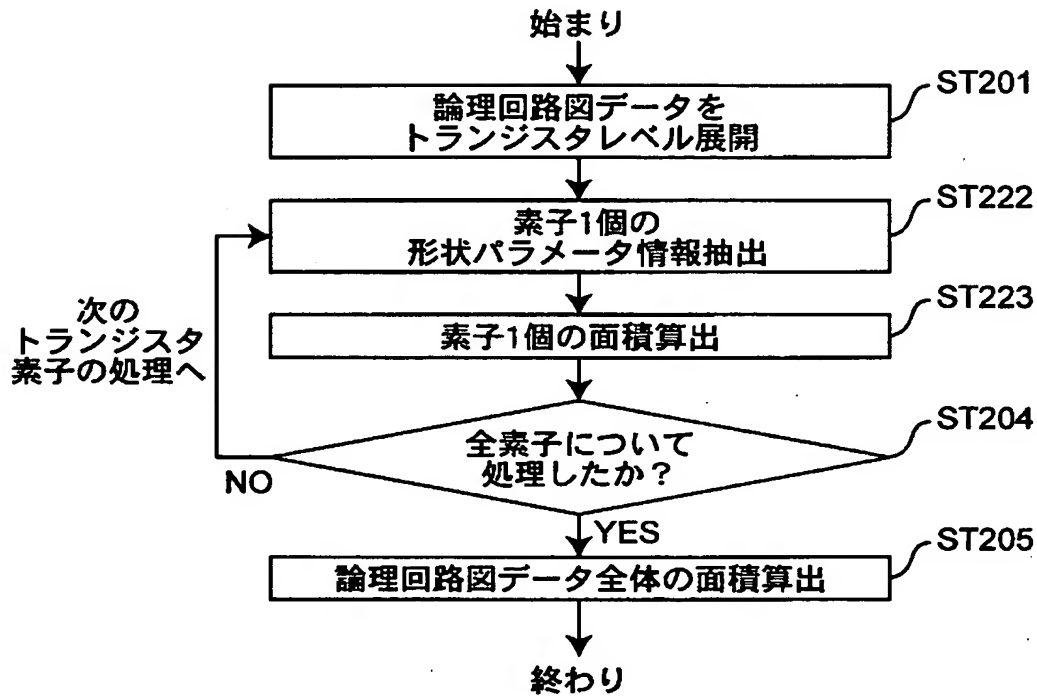 始まり
ST201
論理回路図データを
トランジスタレベル展開
ST222
素子1個の
形状パラメータ情報抽出
ST223
素子1個の面積算出
次の
トランジスタ
素子の処理へ
ST204
全素子について
処理したか？
NO
YES
ST205
論理回路図データ全体の面積算出
終わり